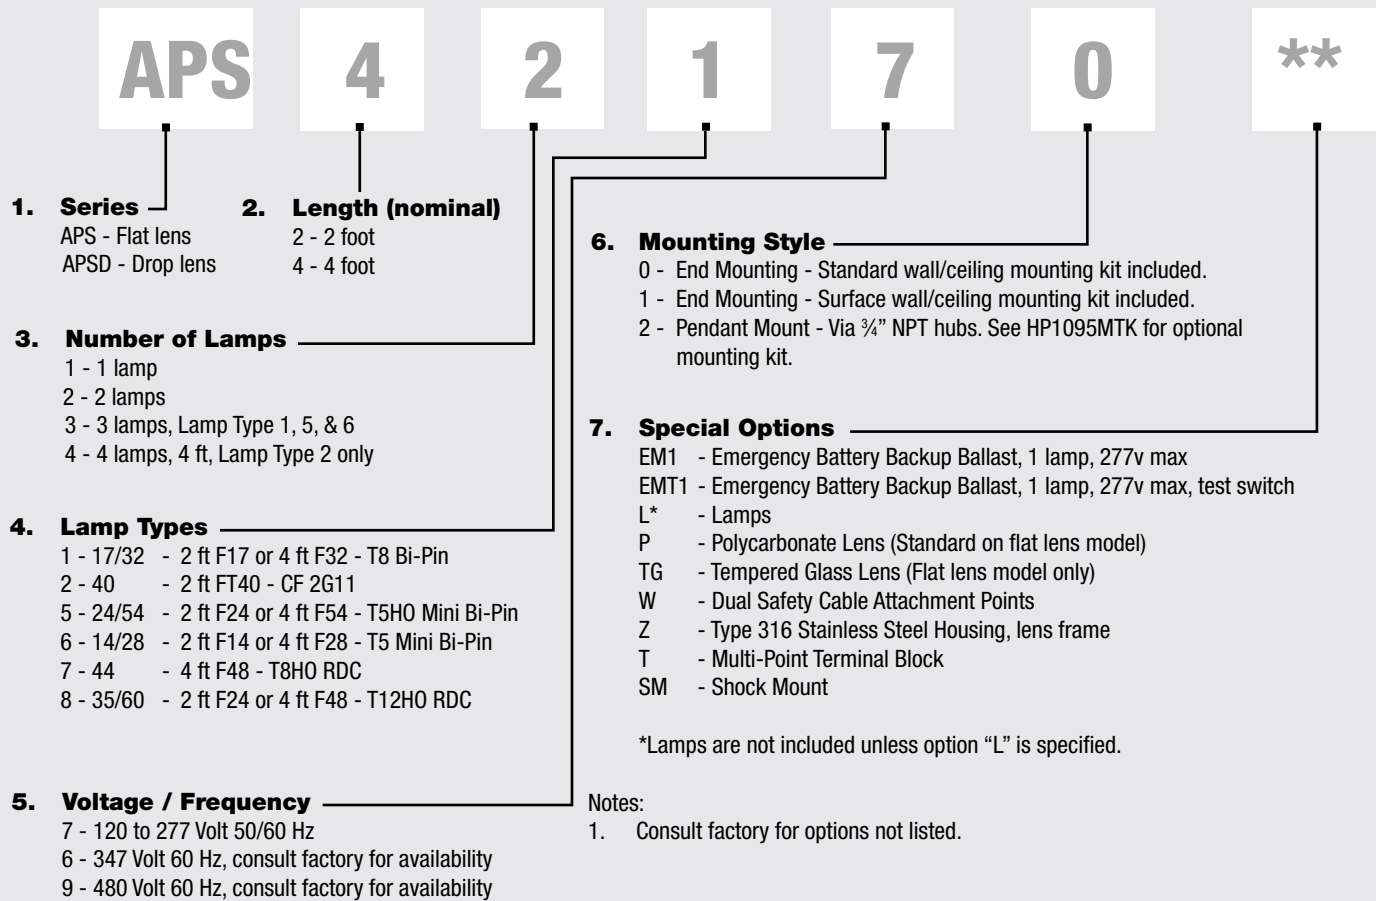 APS 4 2 1 7 0 **
1. Series
APS - Flat lens
APSD - Drop lens
2. Length (nominal)
2 - 2 foot
4 - 4 foot
3. Number of Lamps
1 - 1 lamp
2 - 2 lamps
3 - 3 lamps, Lamp Type 1, 5, & 6
4 - 4 lamps, 4 ft, Lamp Type 2 only
4. Lamp Types
1 - 17/32 - 2 ft F17 or 4 ft F32 - T8 Bi-Pin
2 - 40 - 2 ft FT40 - CF 2G11
5 - 24/54 - 2 ft F24 or 4 ft F54 - T5HO Mini Bi-Pin
6 - 14/28 - 2 ft F14 or 4 ft F28 - T5 Mini Bi-Pin
7 - 44 - 4 ft F48 - T8HO RDC
8 - 35/60 - 2 ft F24 or 4 ft F48 - T12HO RDC
5. Voltage / Frequency
7 - 120 to 277 Volt 50/60 Hz
6 - 347 Volt 60 Hz, consult factory for availability
9 - 480 Volt 60 Hz, consult factory for availability
6. Mounting Style
0 - End Mounting - Standard wall/ceiling mounting kit included.
1 - End Mounting - Surface wall/ceiling mounting kit included.
2 - Pendant Mount - Via ¾” NPT hubs. See HP1095MTK for optional
mounting kit.
7. Special Options
EM1 - Emergency Battery Backup Ballast, 1 lamp, 277v max
EMT1 - Emergency Battery Backup Ballast, 1 lamp, 277v max, test switch
L* - Lamps
P - Polycarbonate Lens (Standard on flat lens model)
TG - Tempered Glass Lens (Flat lens model only)
W - Dual Safety Cable Attachment Points
Z - Type 316 Stainless Steel Housing, lens frame
T - Multi-Point Terminal Block
SM - Shock Mount
*Lamps are not included unless option “L” is specified.
Notes:
1. Consult factory for options not listed.